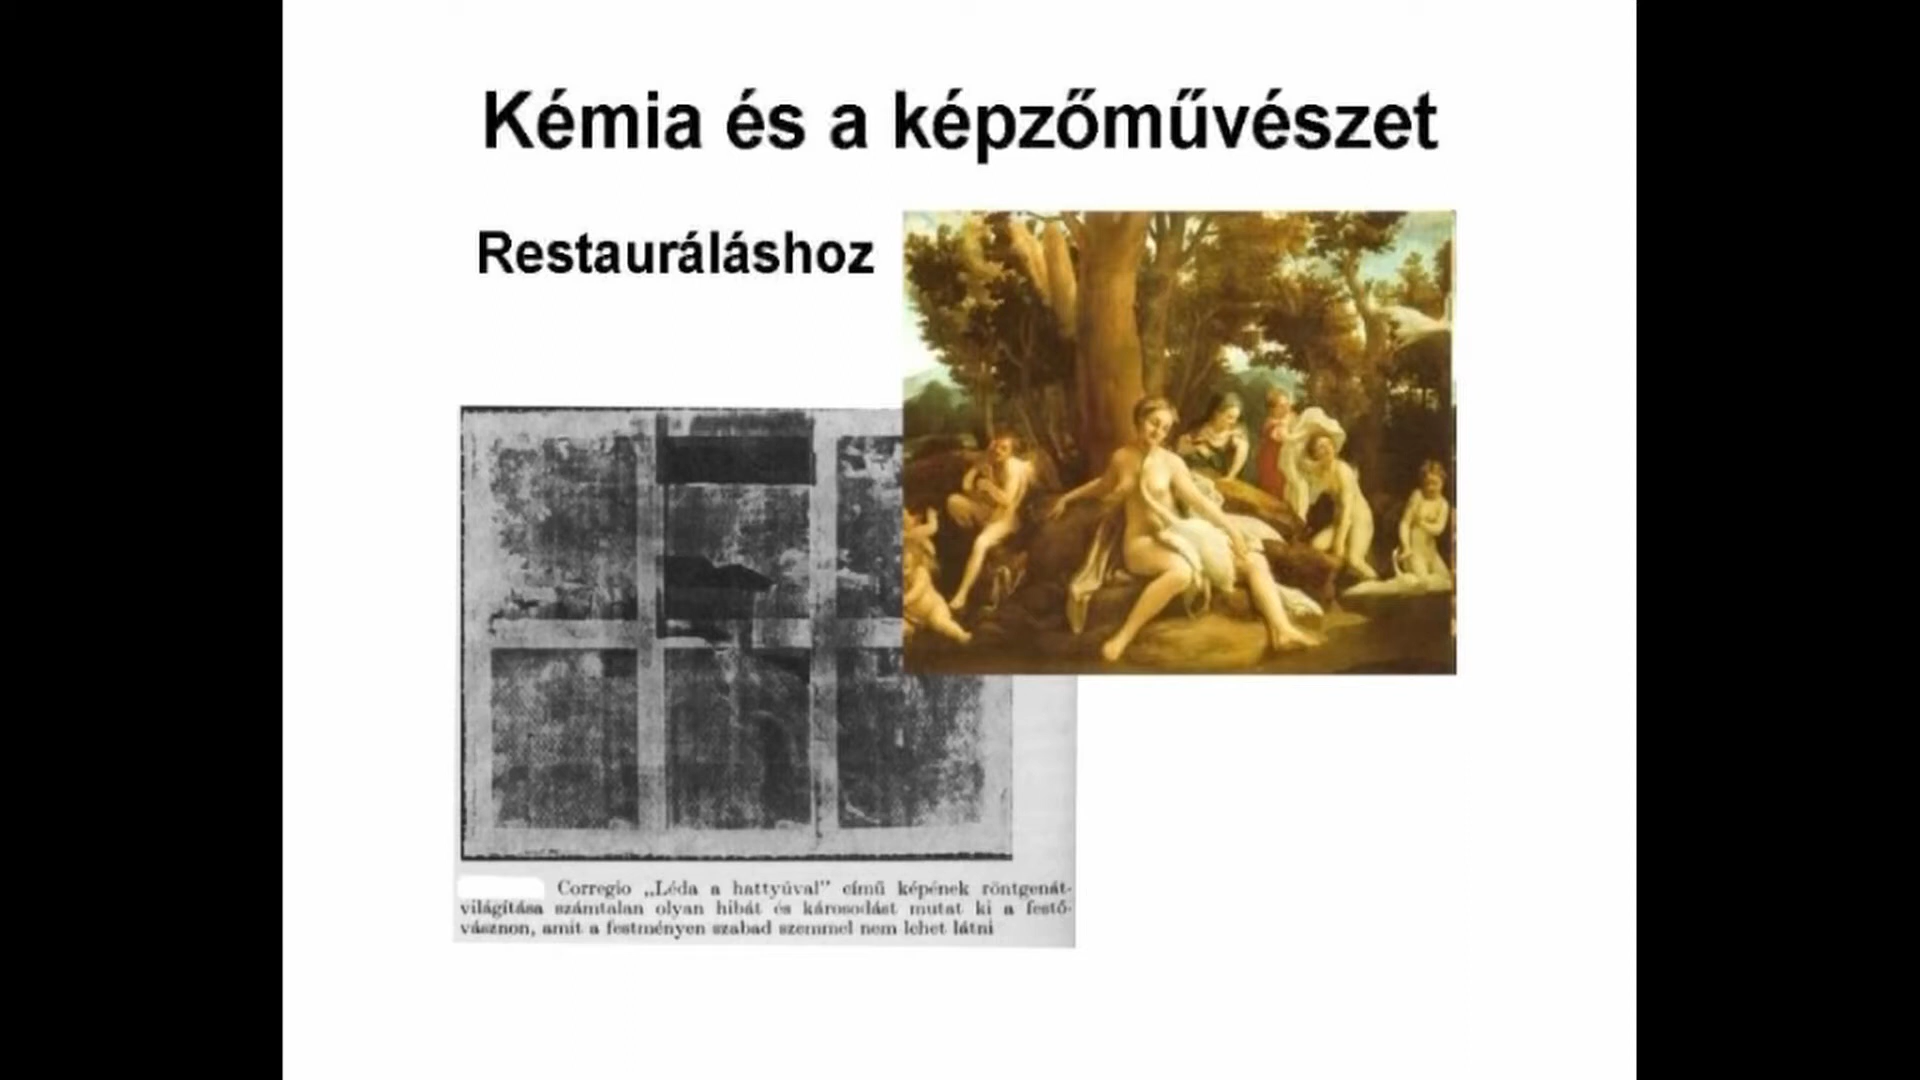 Kémia és a képzőművészet
Restauráláshoz
Corregio „Léda a hattyúval” című képének röntgenát-
világítása számtalan olyan hibát és károsodást mutat ki a festő-
vásznon, amit a festményen szabad szemmel nem lehet látni